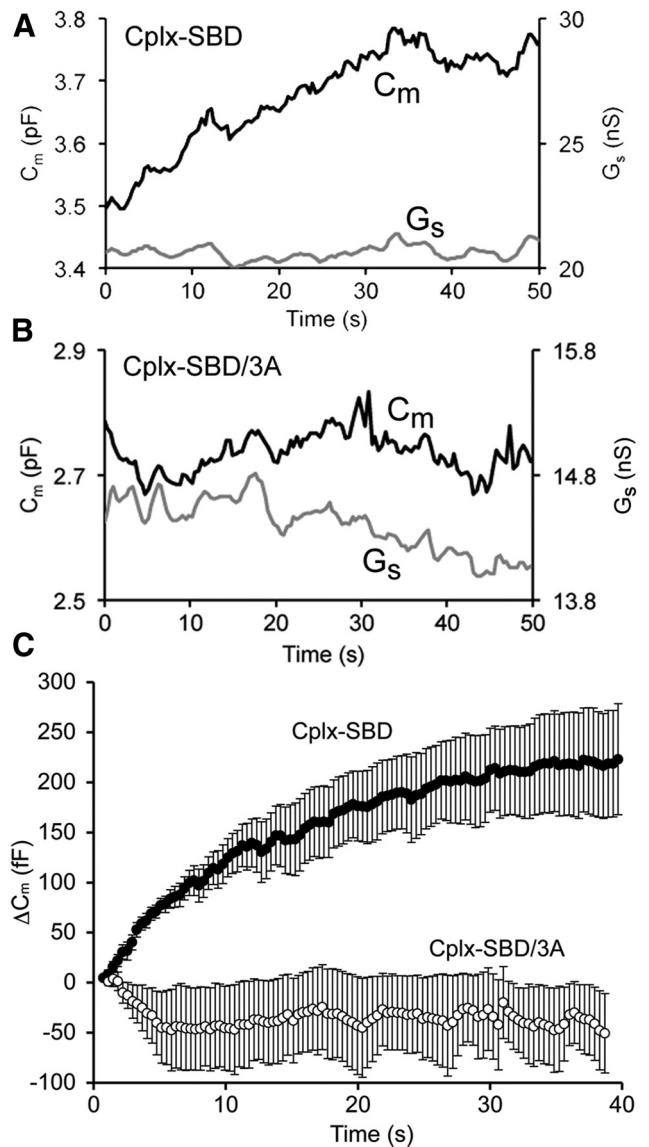 A
Cplx-SBD
3.8
3.7
3.6
3.5
3.4
Cm (pF)
30
25
20
Gs (nS)
Cm
Gs
0 10 20 30 40 50
Time (s)
B
Cplx-SBD/3A
2.9
2.7
2.5
Cm (pF)
15.8
14.8
13.8
Gs (nS)
Cm
Gs
0 10 20 30 40 50
Time (s)
C
300
250
200
150
100
50
0
-50
-100
ΔCm (fF)
Cplx-SBD
Cplx-SBD/3A
0 10 20 30 40
Time (s)